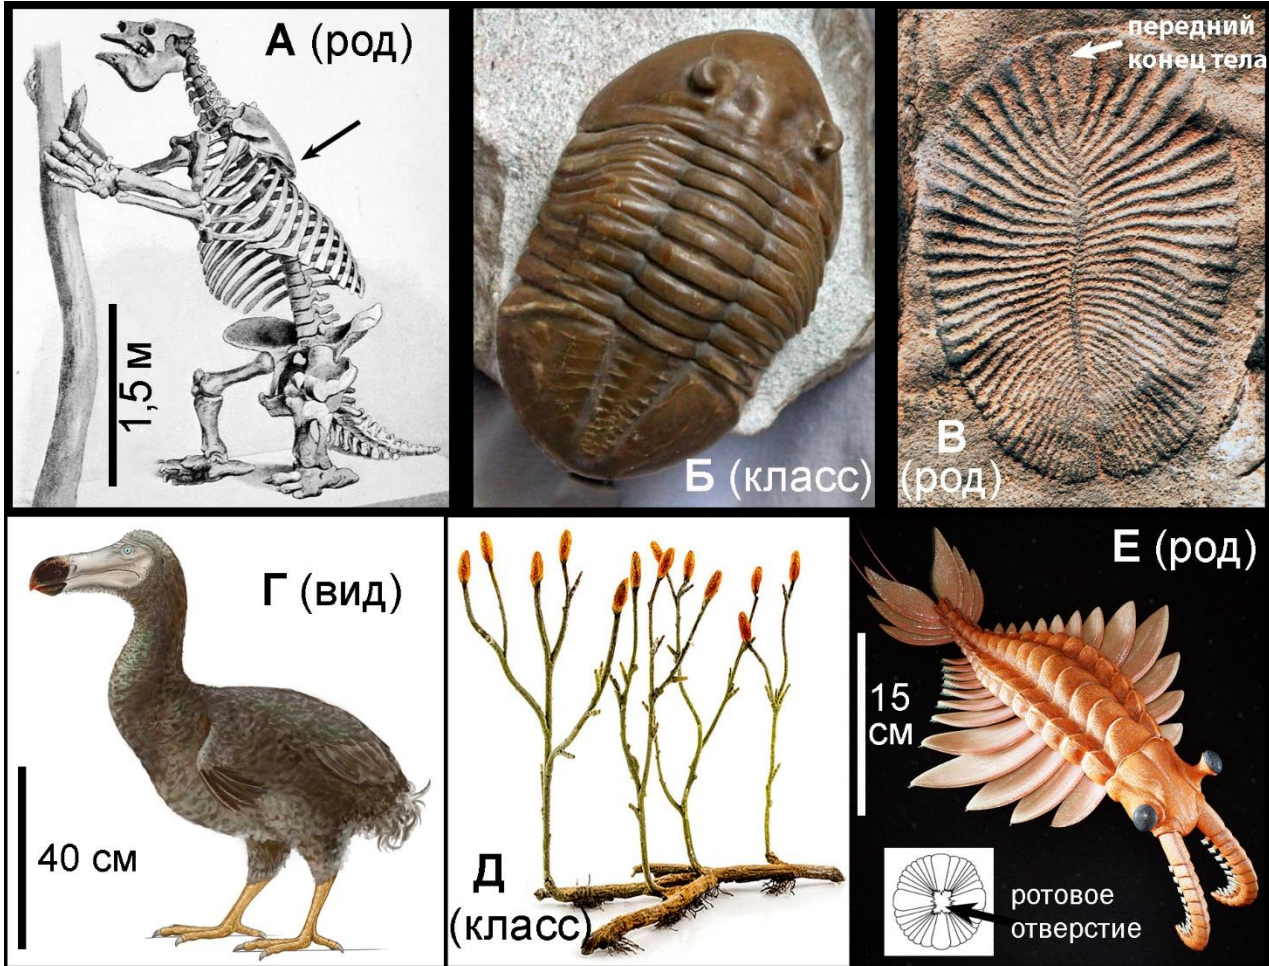 А (род)
1,5 м
Б (класс)
передний
конец тела
В
(род)
Г (вид)
40 см
Д
(класс)
Е (род)
15
см
ротовое
отверстие